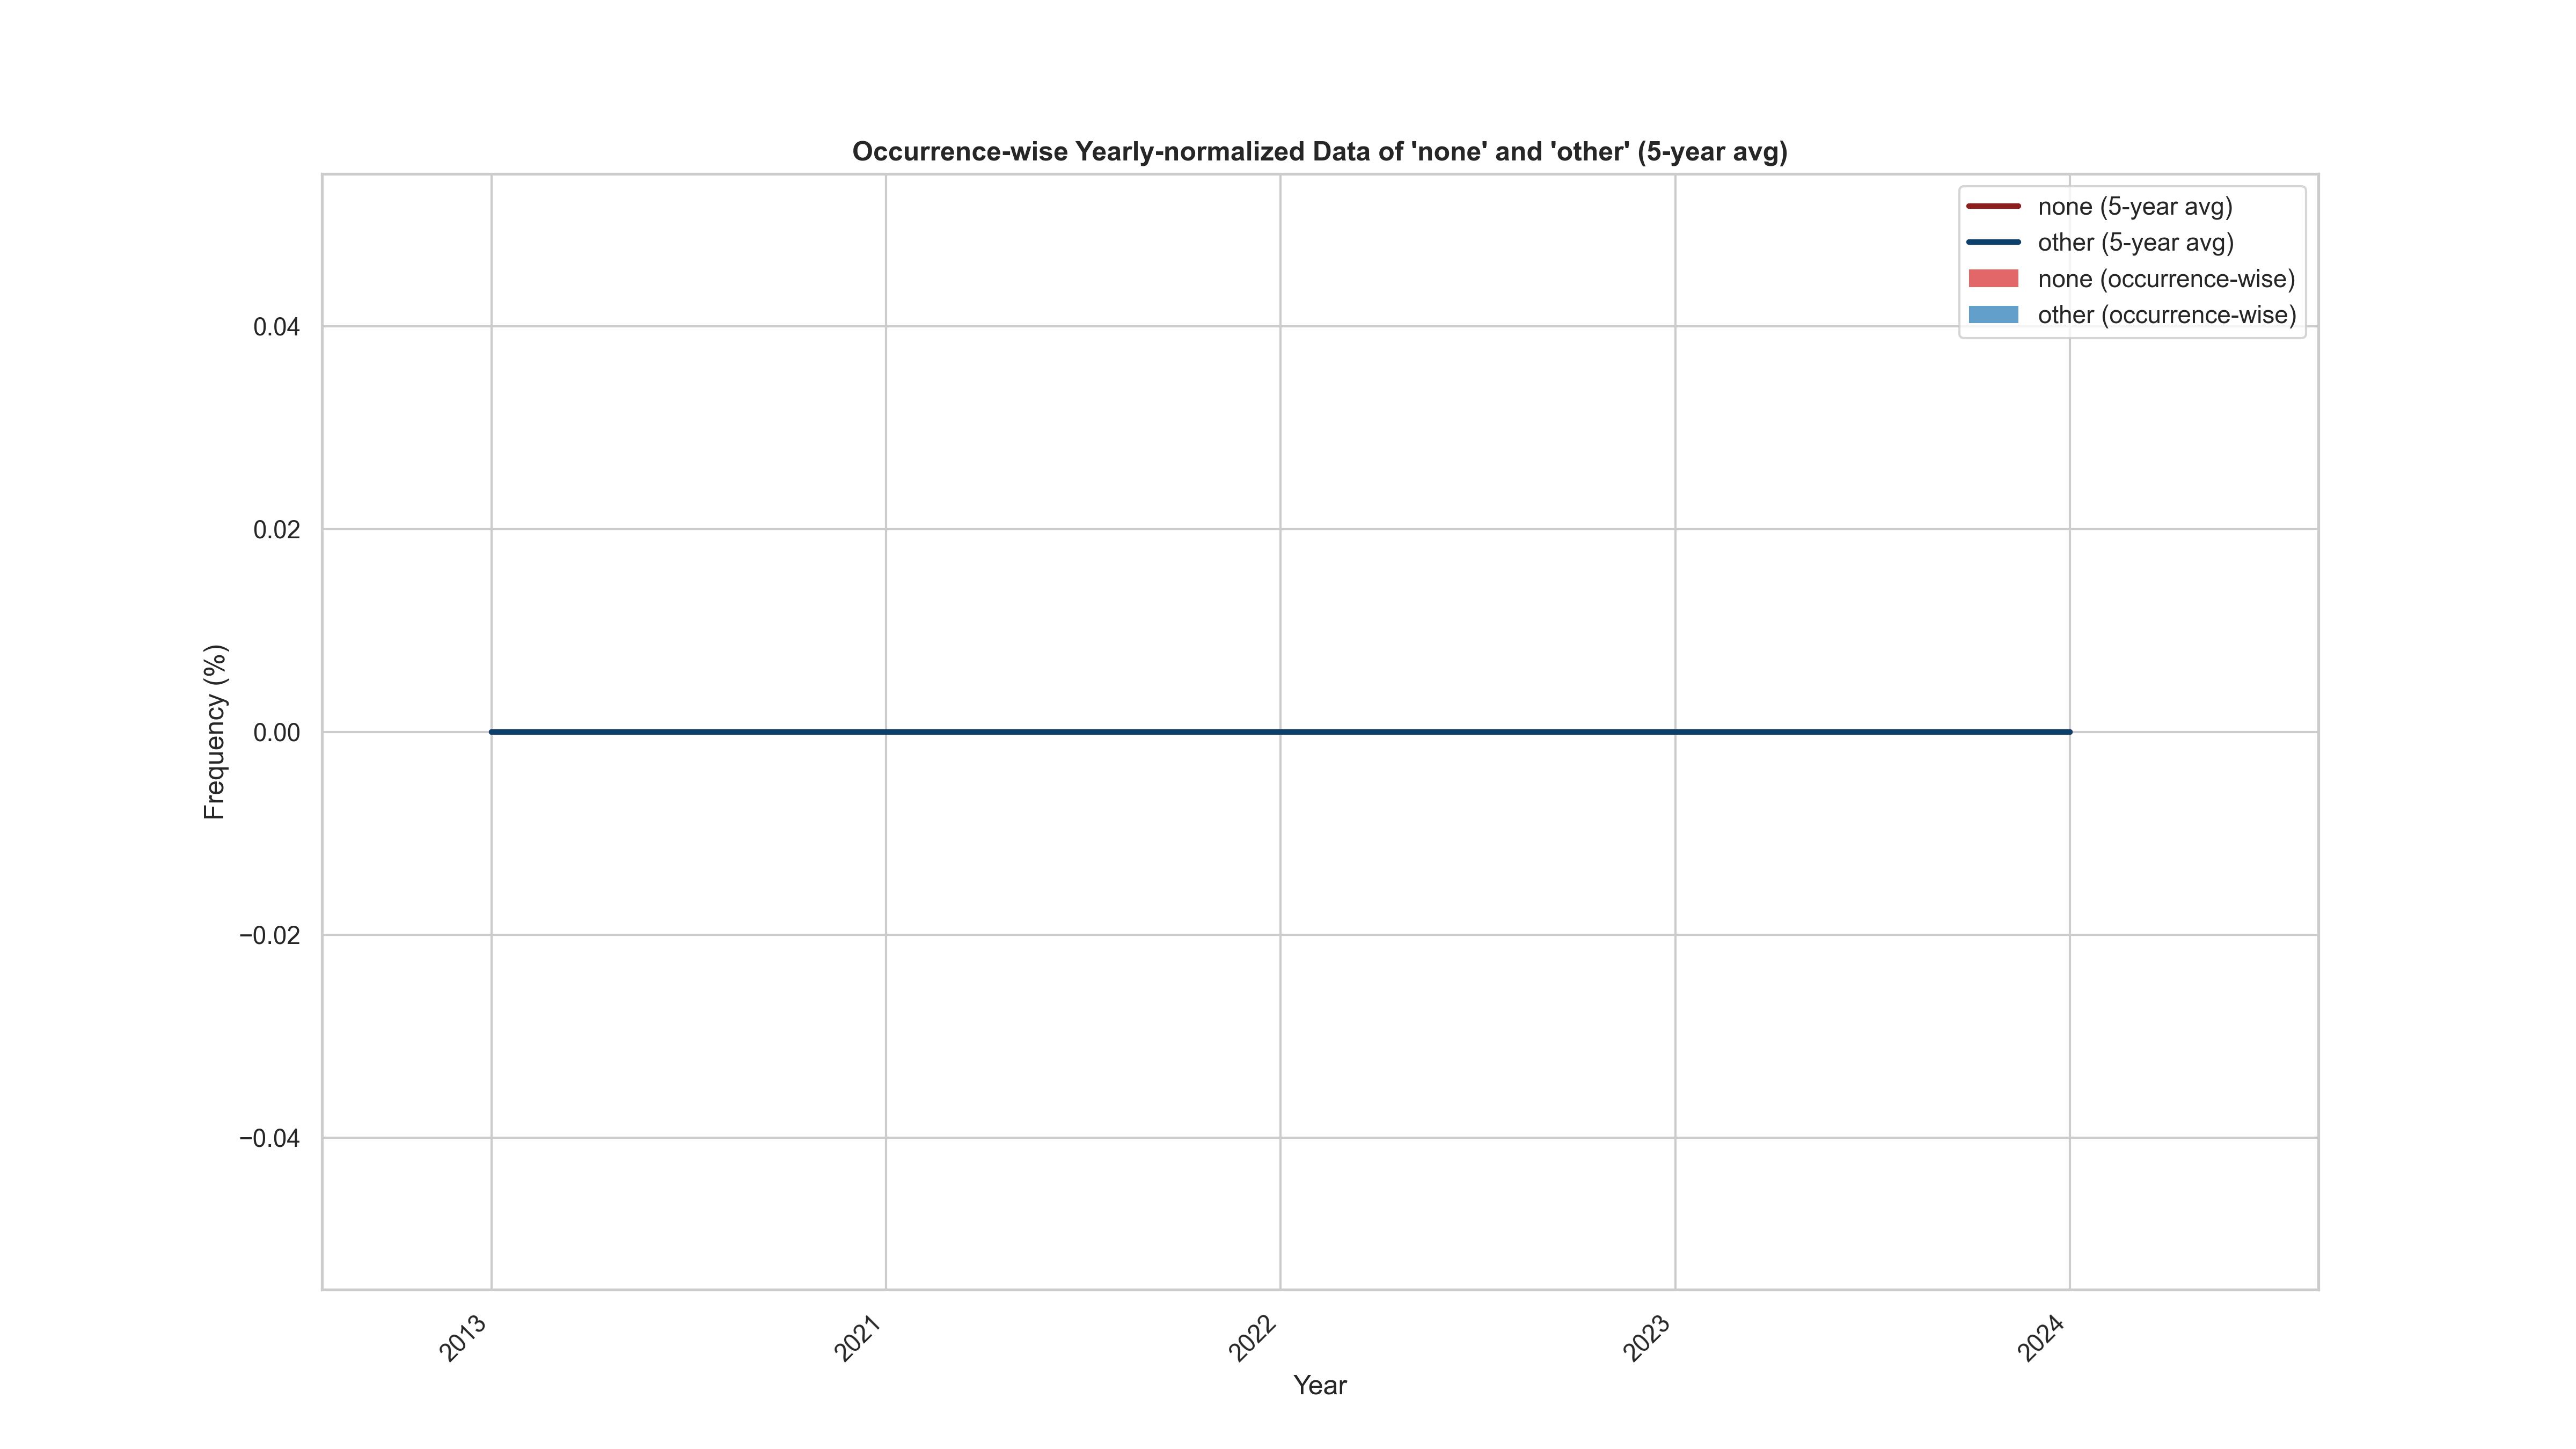 Occurrence-wise Yearly-normalized Data of 'none' and 'other' (5-year avg)
none (5-year avg)
other (5-year avg)
none (occurrence-wise)
other (occurrence-wise)
0.04
0.02
0.00
−0.02
−0.04
Frequency (%)
2013
2021
2022
2023
2024
Year